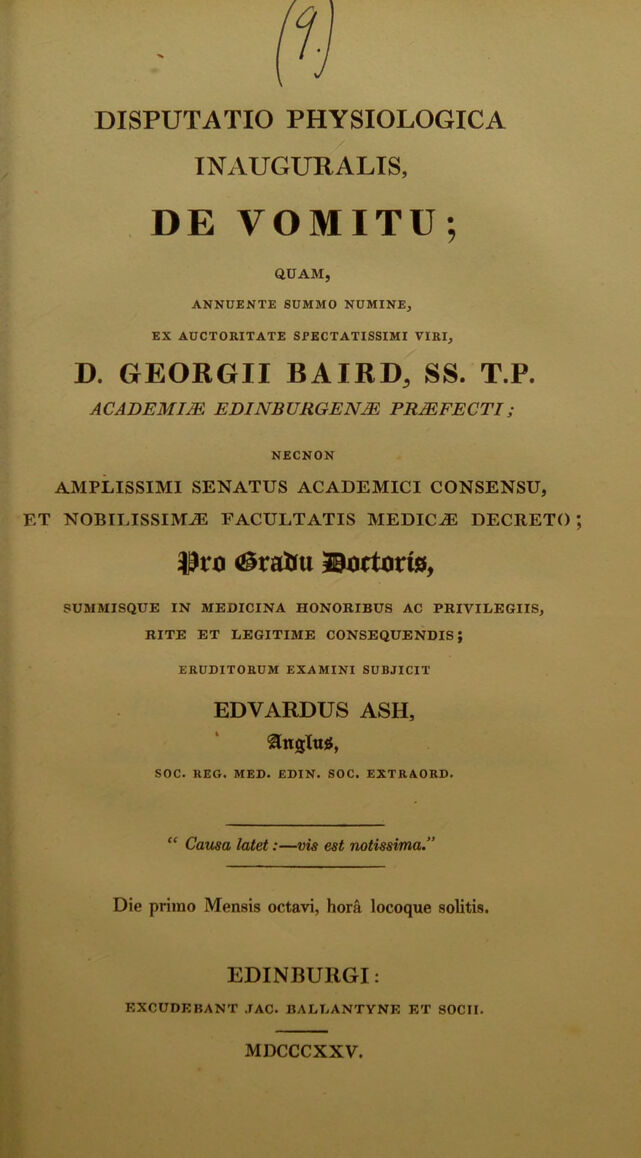 (9.)
DISPUTATIO PHYSIOLOGICA
INAUGURALIS,
DE VOMITU;
QUAM,
ANNUENTE SUMMO NUMINE,
EX AUCTORITATE SPECTATISSIMI VIRI,
D. GEORGII BAIRD, SS. T.P.
ACADEMIÆ EDINBURGENÆ PRÆFECTI;
NECNON
AMPLISSIMI SENATUS ACADEMICI CONSENSU,
ET NOBILISSIMÆ FACULTATIS MEDICÆ DECRETO;
Pro Gradu Doctoris,
SUMMISQUE IN MEDICINA HONORIBUS AC PRIVILEGIIS,
RITE ET LEGITIME CONSEQUENDIS;
ERUDITORUM EXAMINI SUBJICIT
EDVARDUS ASH,
Anglus,
SOC. REG. MED. EDIN. SOC. EXTRAORD.
“ Causa latet:—vis est notissima.”
Die primo Mensis octavi, horâ locoque solitis.
EDINBURGI:
EXCUDEBANT JAC. BALLANTYNE ET SOCII.
MDCCCXXV.